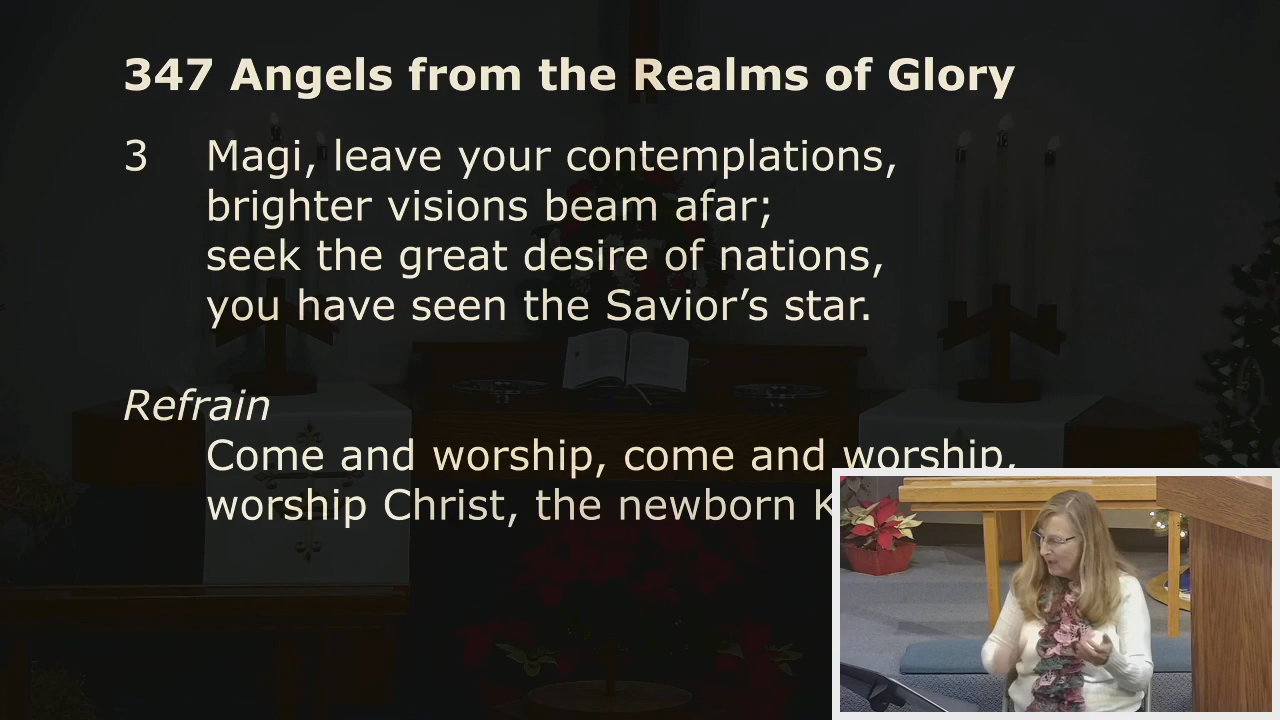 347 Angels from the Realms of Glory
3 Magi, leave your contemplations,
brighter visions beam afar;
seek the great desire of nations,
you have seen the Savior’s star.
Refrain
Come and worship, come and worship,
worship Christ, the newborn